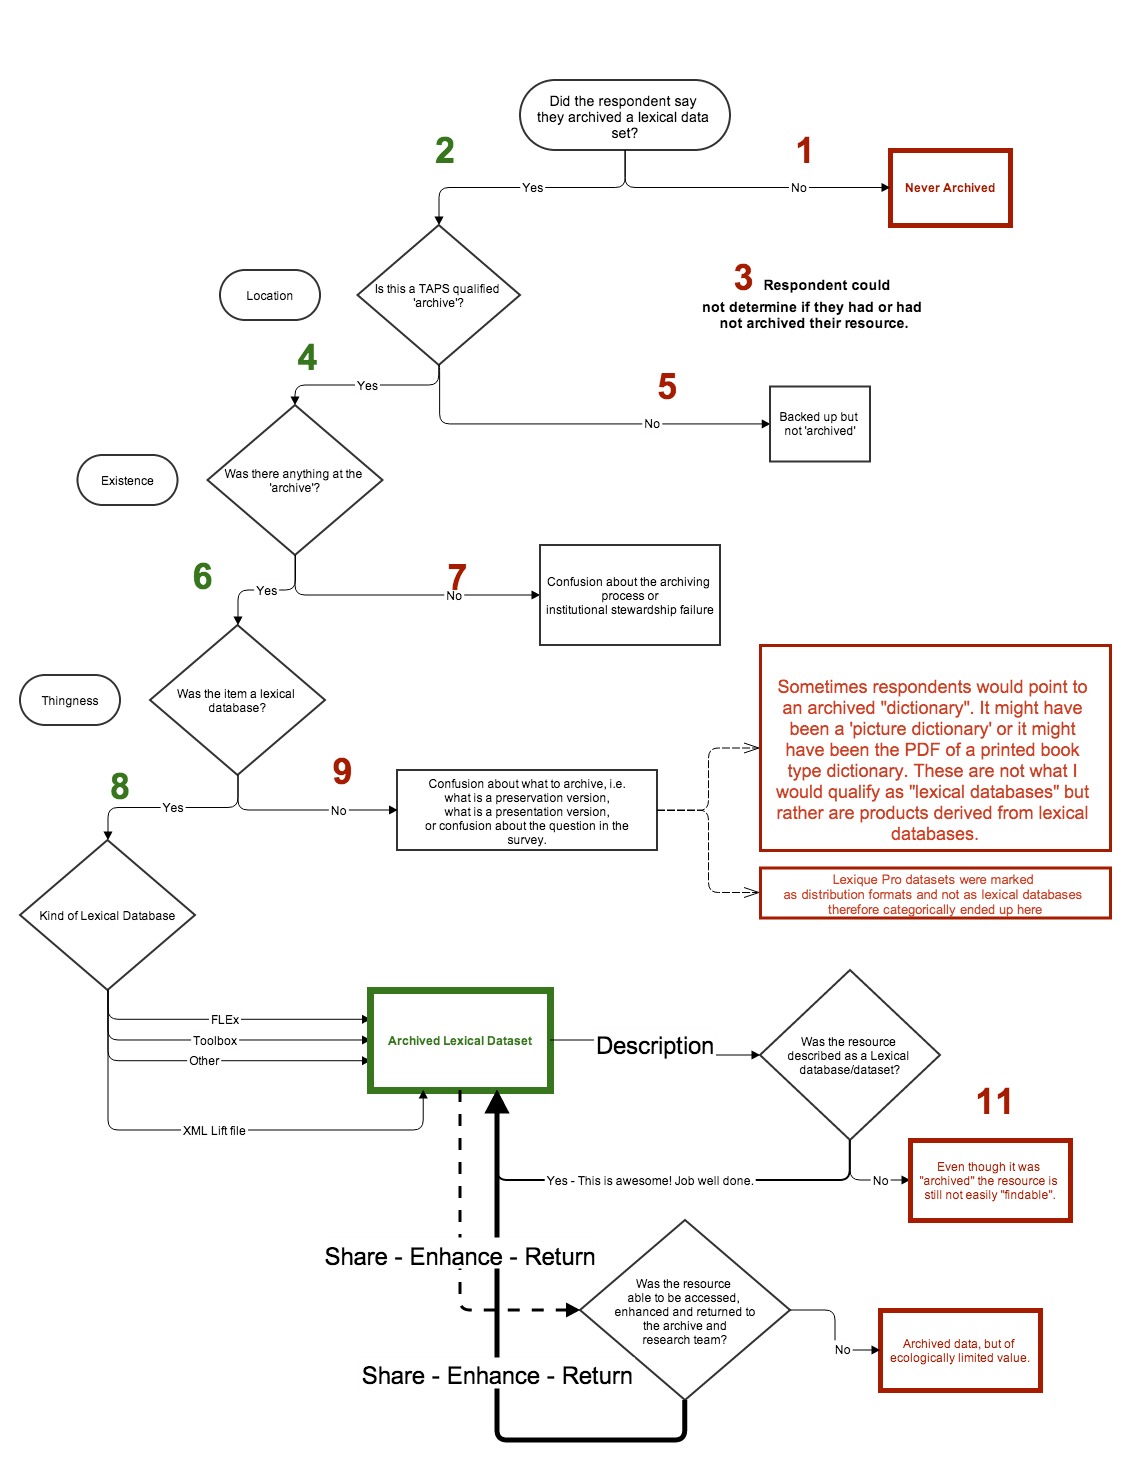 Did the respondent say
they archived a lexical data
set?
2
1
Yes
No
Never Archived
Is this a TAPS qualified
'archive'?
Location
3 Respondent could
not determine if they had or had
not archived their resource.
4
Yes
5
No
Backed up but
not 'archived'
Was there anything at the
'archive'?
Existence
6
Yes
7
No
Confusion about the archiving
process or
institutional stewardship failure
Was the item a lexical
database?
Thingness
Sometimes respondents would point to
an archived "dictionary". It might have
been a 'picture dictionary' or it might
have been the PDF of a printed book
type dictionary. These are not what I
would qualify as "lexical databases" but
rather are products derived from lexical
databases.
8
Yes
9
No
Confusion about what to archive, i.e.
what is a preservation version,
what is a presentation version,
or confusion about the question in the
survey.
Lexique Pro datasets were marked
as distribution formats and not as lexical databases
therefore categorically ended up here
Kind of Lexical Database
FLEx
Toolbox
Other
XML Lift file
Archived Lexical Dataset
Description
Was the resource
described as a Lexical
database/dataset?
11
Yes - This is awesome! Job well done.
No
Even though it was
"archived" the resource is
still not easily "findable".
Share - Enhance - Return
Was the resource
able to be accessed,
enhanced and returned to
the archive and
research team?
No
Archived data, but of
ecologically limited value.
Share - Enhance - Return